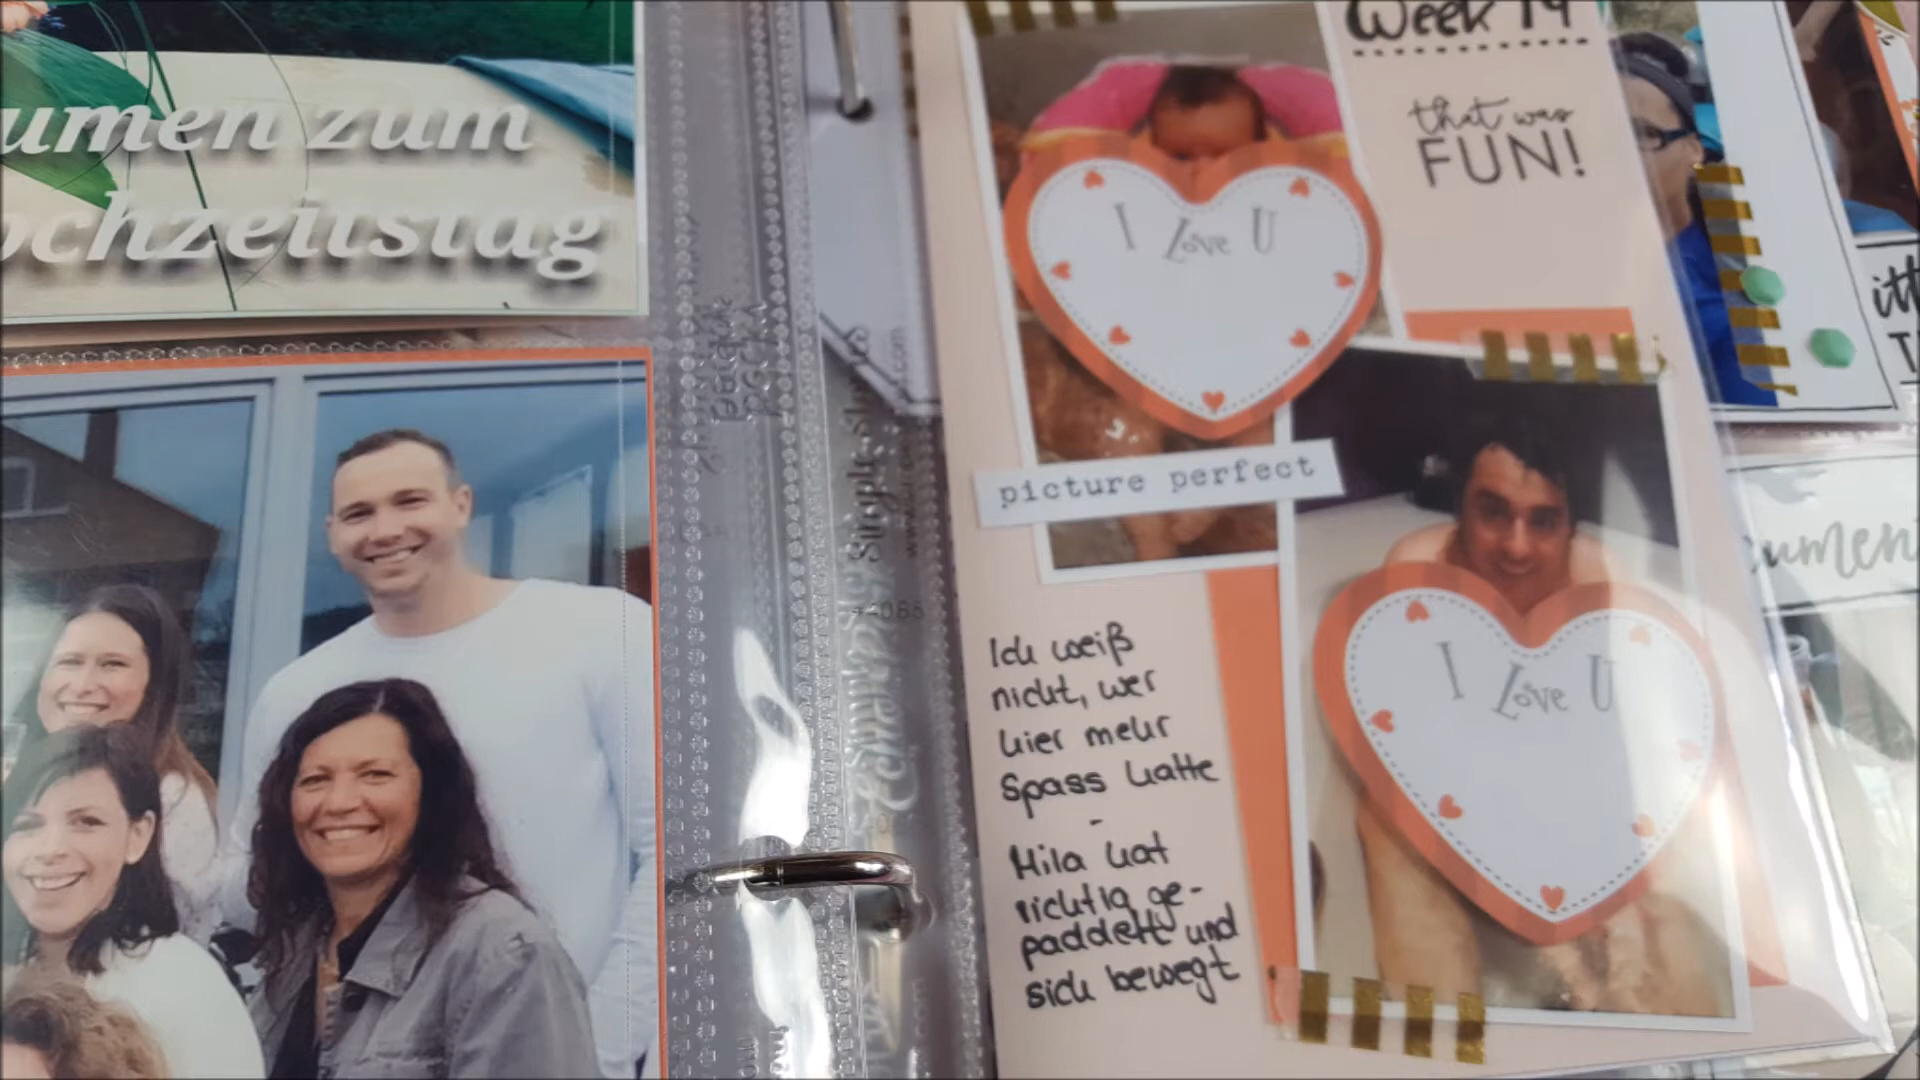 umen zum
ochzeitstag
Week 14
that was
FUN!
I Love U
picture perfect
I Love U
Ich weiß
nicht, wer
hier mehr
Spass hatte
-
Mila hat
richtig ge-
paddelt und
sich bewegt
umen